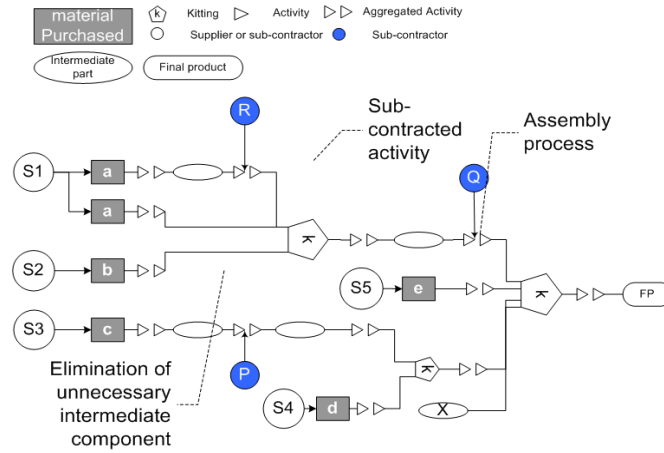 material
Purchased
k
Kitting
Activity
Aggregated Activity
Supplier or sub-contractor
Sub-contractor
Intermediate
part
Final product
R
Sub-
contracted
activity
Assembly
process
Q
S1
a
a
k
S2
b
S5
e
k
FP
S3
c
P
k
Elimination of
unnecessary
intermediate
component
S4
d
X